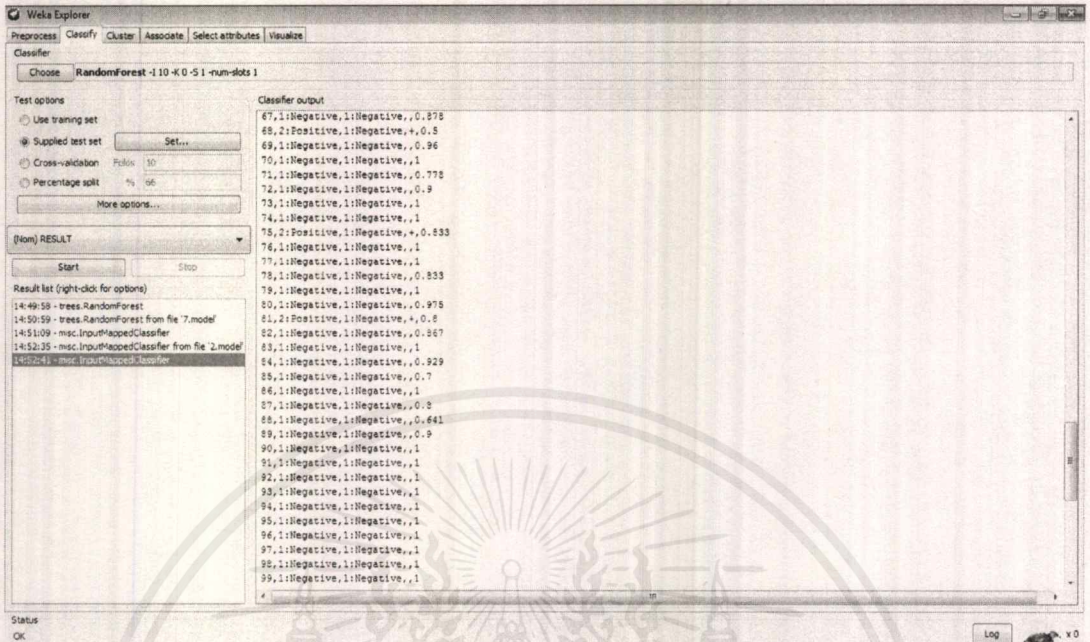 Weka Explorer
Preprocess Classify Cluster Associate Select attributes Visualize
Classifier
Choose RandomForest -I 10 -K 0 -S 1 -num-slots 1
Test options
Use training set
Supplied test set Set...
Cross-validation Folds 10
Percentage split % 66
More options...
(Nom) RESULT
Start Stop
Result list (right-click for options)
14:49:58 - trees.RandomForest
14:50:59 - trees.RandomForest from file '7.model'
14:51:09 - misc.InputMappedClassifier
14:52:35 - misc.InputMappedClassifier from file '2.model'
14:52:41 - misc.InputMappedClassifier
Classifier output
67,1:Negative,1:Negative,,0.878
68,2:Positive,1:Negative,+,0.5
69,1:Negative,1:Negative,,0.96
70,1:Negative,1:Negative,,1
71,1:Negative,1:Negative,,0.778
72,1:Negative,1:Negative,,0.9
73,1:Negative,1:Negative,,1
74,1:Negative,1:Negative,,1
75,2:Positive,1:Negative,+,0.533
76,1:Negative,1:Negative,,1
77,1:Negative,1:Negative,,1
78,1:Negative,1:Negative,,0.833
79,1:Negative,1:Negative,,1
80,1:Negative,1:Negative,,0.975
81,2:Positive,1:Negative,+,0.8
82,1:Negative,1:Negative,,0.867
83,1:Negative,1:Negative,,1
84,1:Negative,1:Negative,,0.929
85,1:Negative,1:Negative,,0.7
86,1:Negative,1:Negative,,1
87,1:Negative,1:Negative,,0.8
88,1:Negative,1:Negative,,0.641
89,1:Negative,1:Negative,,0.9
90,1:Negative,1:Negative,,1
91,1:Negative,1:Negative,,1
92,1:Negative,1:Negative,,1
93,1:Negative,1:Negative,,1
94,1:Negative,1:Negative,,1
95,1:Negative,1:Negative,,1
96,1:Negative,1:Negative,,1
97,1:Negative,1:Negative,,1
98,1:Negative,1:Negative,,1
99,1:Negative,1:Negative,,1
Status
OK
Log
x 0